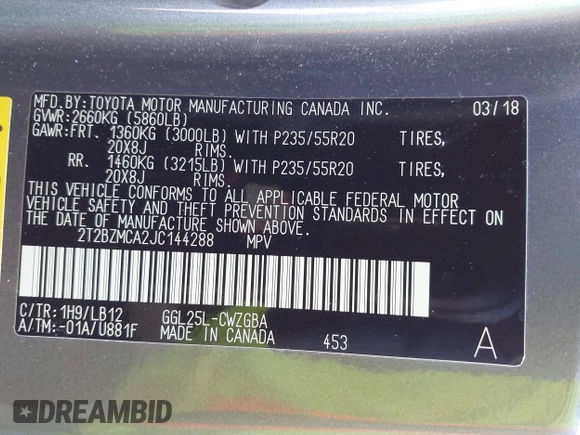 MFD.BY:TOYOTA MOTOR MANUFACTURING CANADA INC. 03/18
GVWR:2660KG (5860LB)
GAWR:FRT. 1360KG (3000LB) WITH P235/55R20 TIRES,
20X8J RIMS.
RR. 1460KG (3215LB) WITH P235/55R20 TIRES,
20X8J RIMS.
THIS VEHICLE CONFORMS TO ALL APPLICABLE FEDERAL MOTOR
VEHICLE SAFETY AND THEFT PREVENTION STANDARDS IN EFFECT ON
THE DATE OF MANUFACTURE SHOWN ABOVE.
2T2BZMCA2JC144288 MPV
C/TR:1H9/LB12 GGL25L-CWZGBA
A/TM:-01A/U881F MADE IN CANADA 453 A
DREAMBID